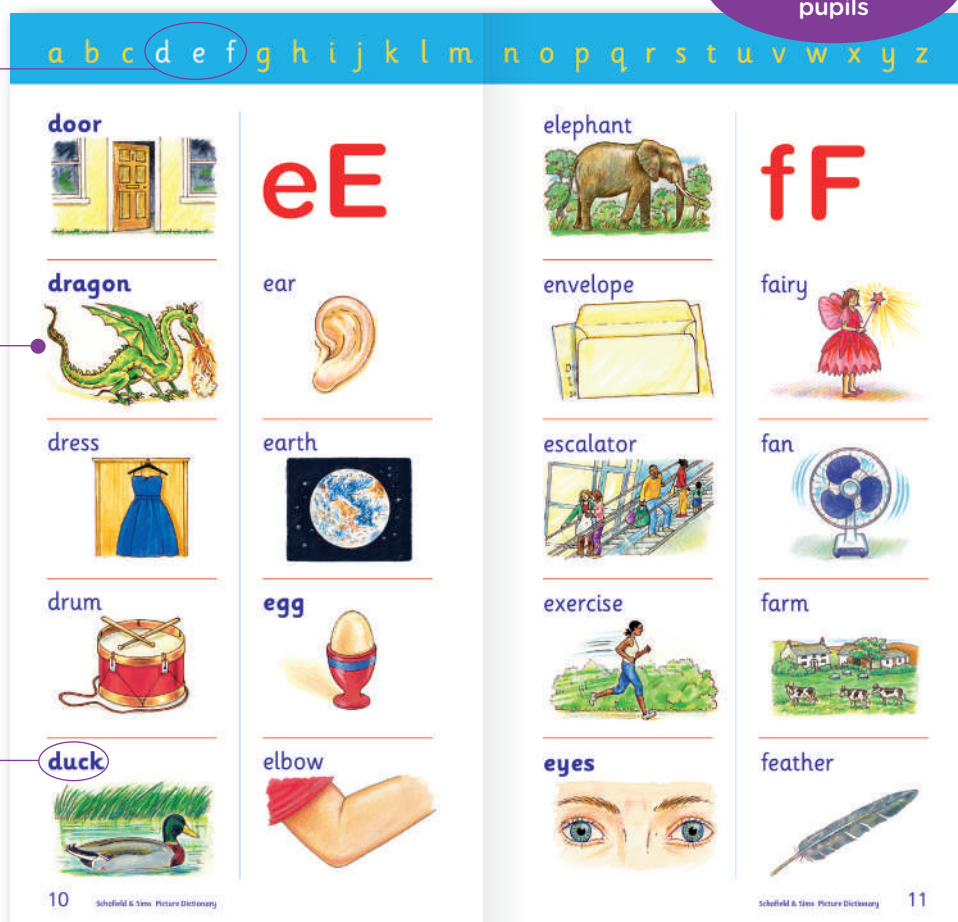 pupils
a b c d e f g h i j k l m n o p q r s t u v w x y z
door
dragon
dress
drum
duck
eE
ear
earth
egg
elbow
elephant
envelope
escalator
exercise
eyes
fF
fairy
fan
farm
feather
10
Schofield & Sims Picture Dictionary
Schofield & Sims Picture Dictionary
11